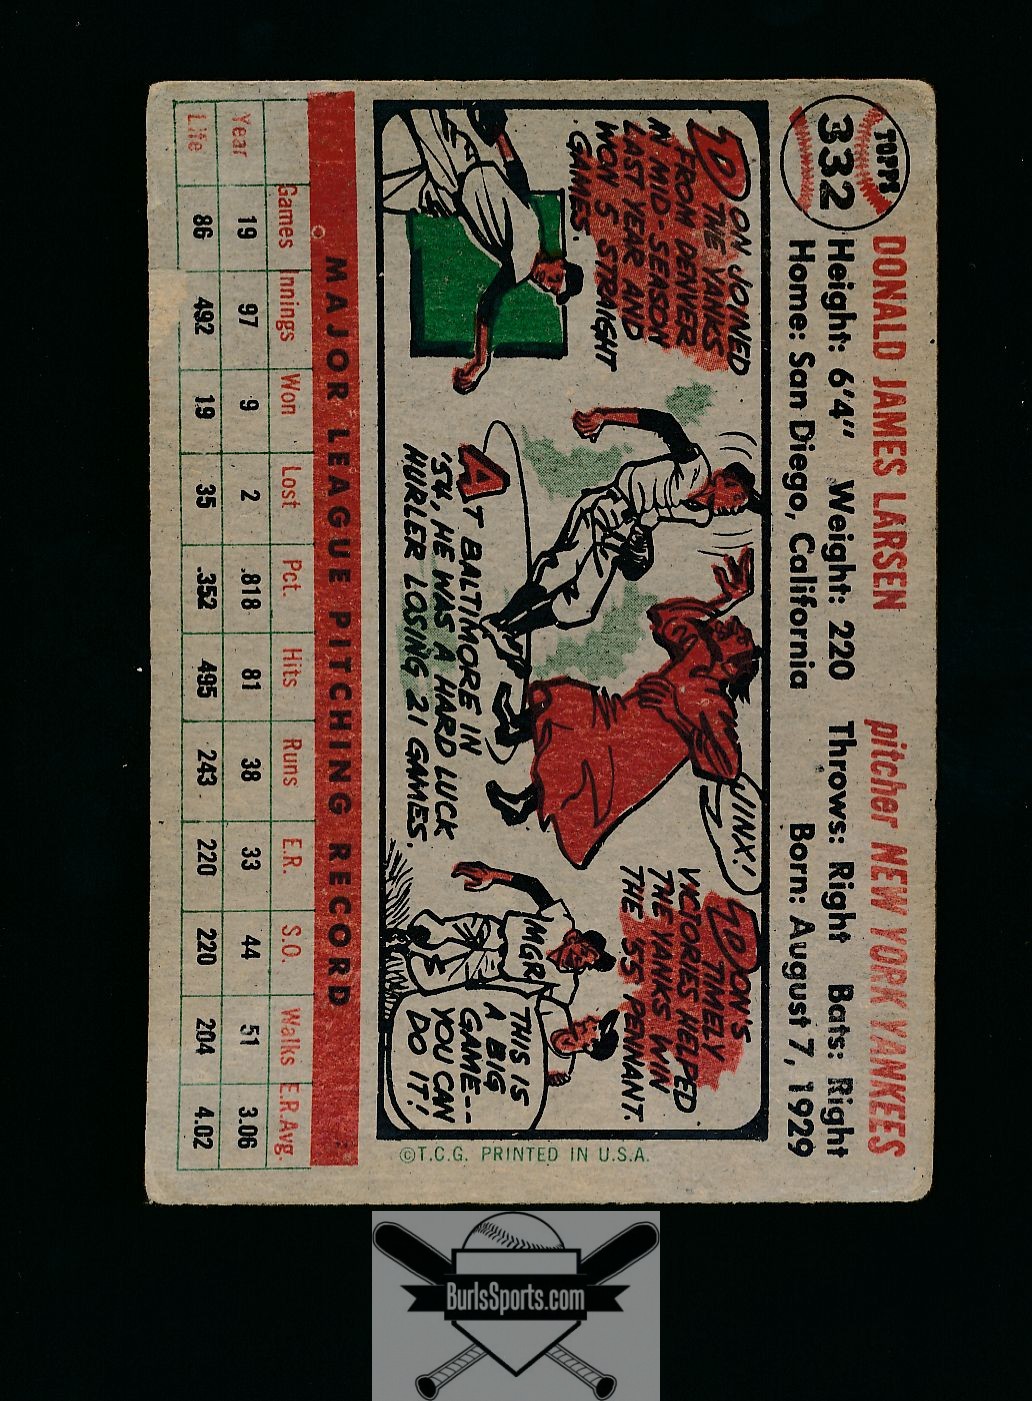 TOPPS
332
DONALD JAMES LARSEN
pitcher NEW YORK YANKEES
Height: 6'4" Weight: 220 Throws: Right Bats: Right
Home: San Diego, California Born: August 7, 1929
DON JOINED
THE YANKS
FROM DENVER
IN MID-SEASON
LAST YEAR AND
WON 5 STRAIGHT
GAMES.
JINX!
AT BALTIMORE IN
'54, HE WAS A HARD LUCK
HURLER LOSING 21 GAMES.
DON'S
TIMELY
VICTORIES HELPED
THE YANKS WIN
THE '55 PENNANT.
MGR
THIS IS
A BIG
GAME--
YOU CAN
DO IT!
©T.C.G. PRINTED IN U.S.A.
MAJOR LEAGUE PITCHING RECORD
Games Innings Won Lost Pct. Hits Runs E.R. S.O. Walks E.R.Avg.
Year 19 97 9 2 .818 81 38 33 44 51 3.06
Life 86 492 19 35 .352 495 243 220 220 204 4.02
BurlsSports.com